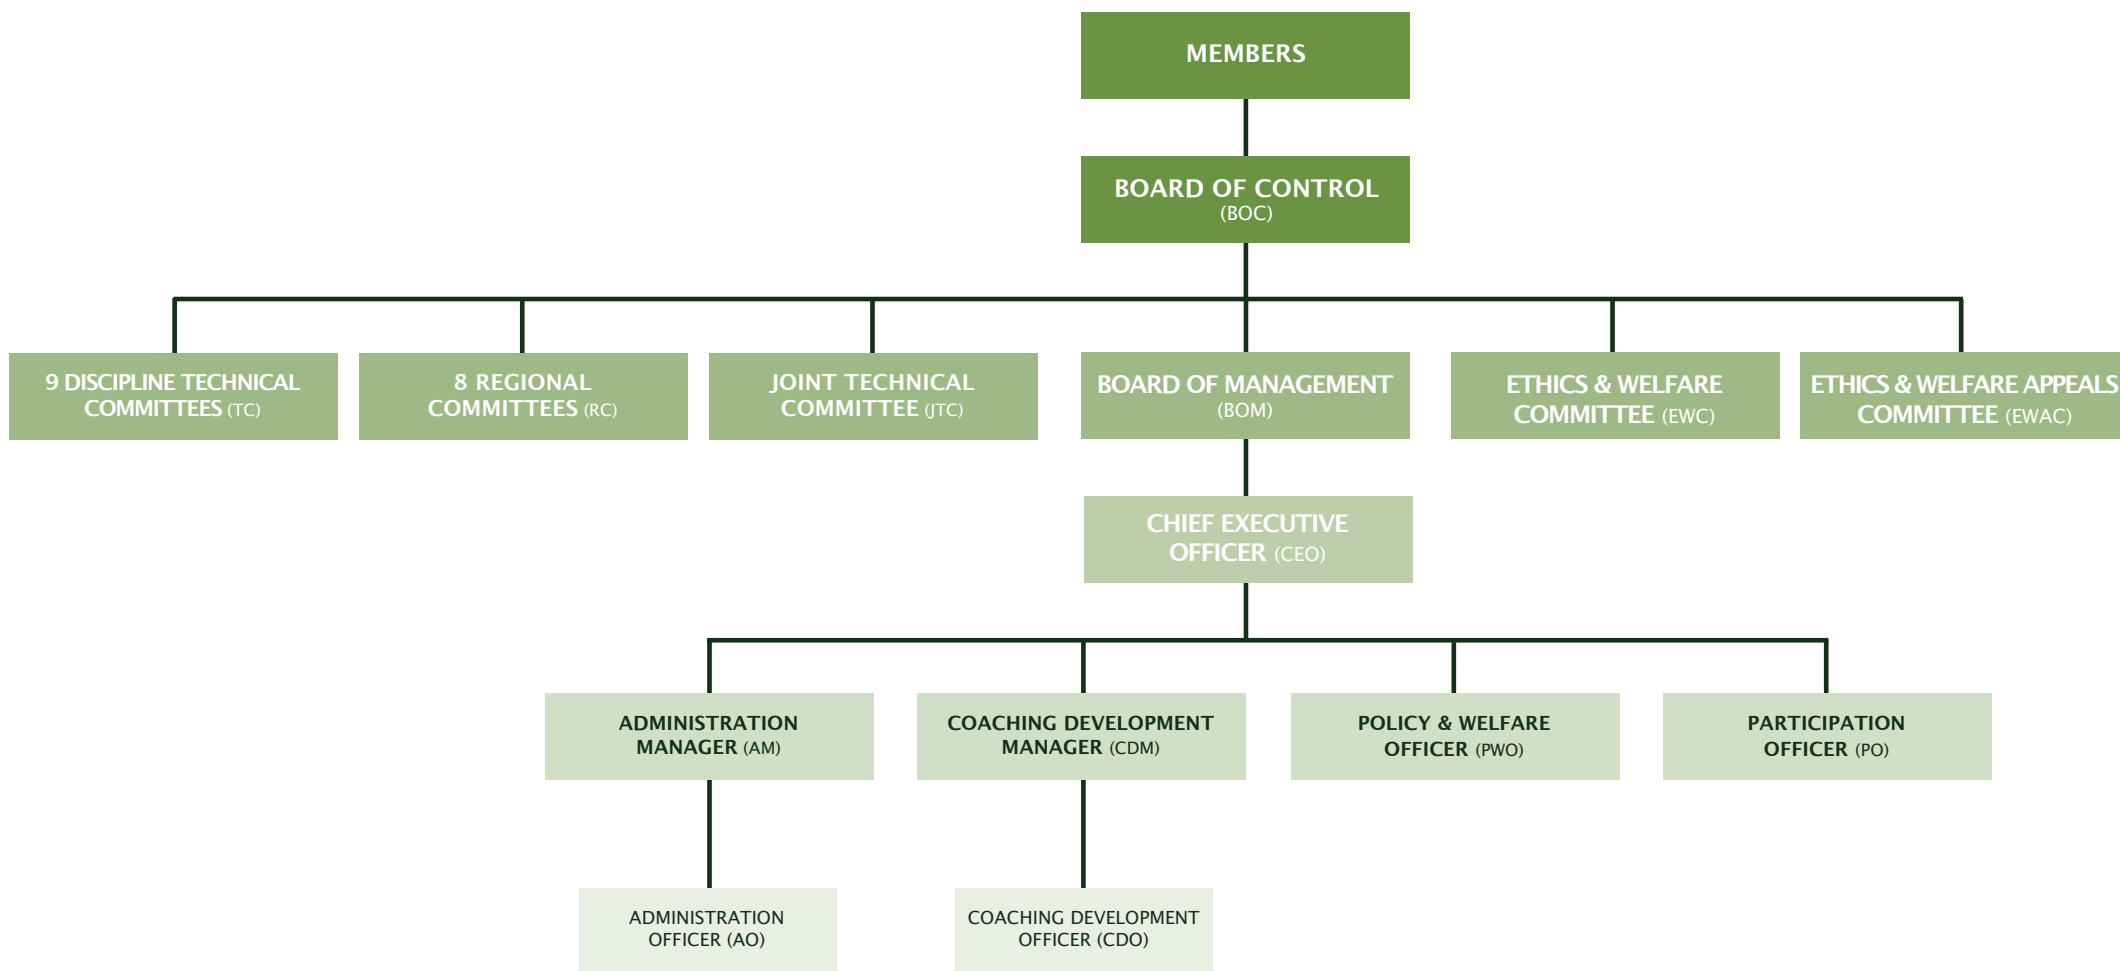 MEMBERS
BOARD OF CONTROL
(BOC)
9 DISCIPLINE TECHNICAL
COMMITTEES (TC)
8 REGIONAL
COMMITTEES (RC)
JOINT TECHNICAL
COMMITTEE (JTC)
BOARD OF MANAGEMENT
(BOM)
ETHICS & WELFARE
COMMITTEE (EWC)
ETHICS & WELFARE APPEALS
COMMITTEE (EWAC)
CHIEF EXECUTIVE
OFFICER (CEO)
ADMINISTRATION
MANAGER (AM)
COACHING DEVELOPMENT
MANAGER (CDM)
POLICY & WELFARE
OFFICER (PWO)
PARTICIPATION
OFFICER (PO)
ADMINISTRATION
OFFICER (AO)
COACHING DEVELOPMENT
OFFICER (CDO)